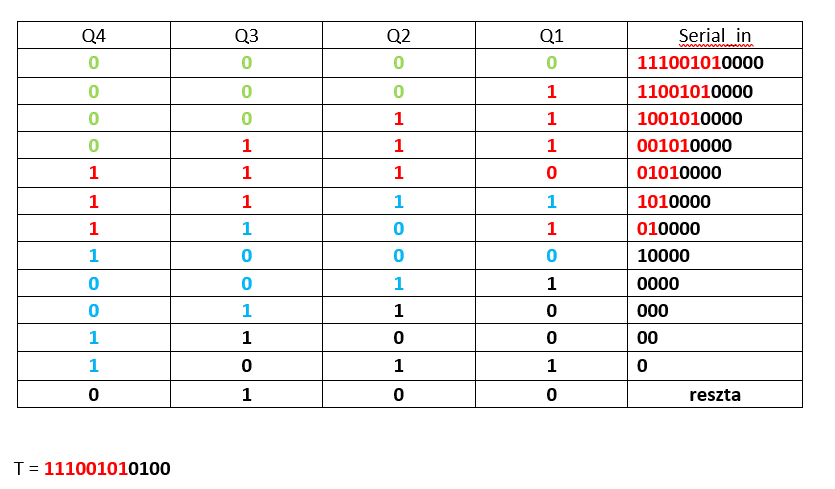 Q4 Q3 Q2 Q1 Serial_in
0 0 0 0 111001010000
0 0 0 1 11001010000
0 0 1 1 1001010000
0 1 1 1 001010000
1 1 1 0 01010000
1 1 1 1 1010000
1 1 0 1 010000
1 0 0 0 10000
0 0 1 1 0000
0 1 1 0 000
1 1 0 0 00
1 0 1 1 0
0 1 0 0 reszta
T = 111001010100